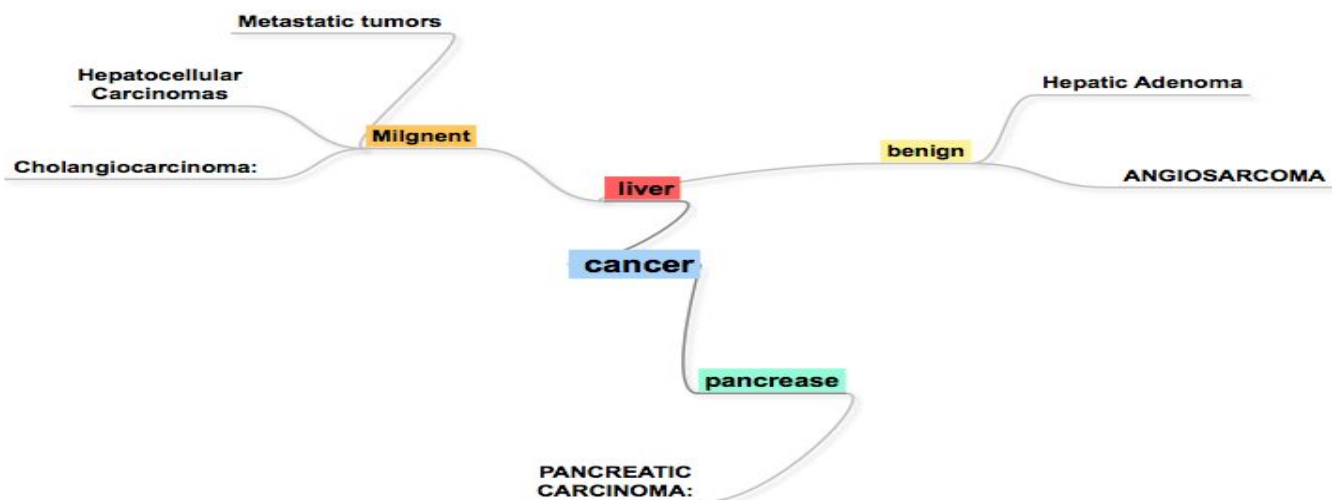 Metastatic tumors
Hepatocellular
Carcinomas
Milgnent
Cholangiocarcinoma:
Hepatic Adenoma
benign
ANGIOSARCOMA
liver
cancer
pancrease
PANCREATIC
CARCINOMA: